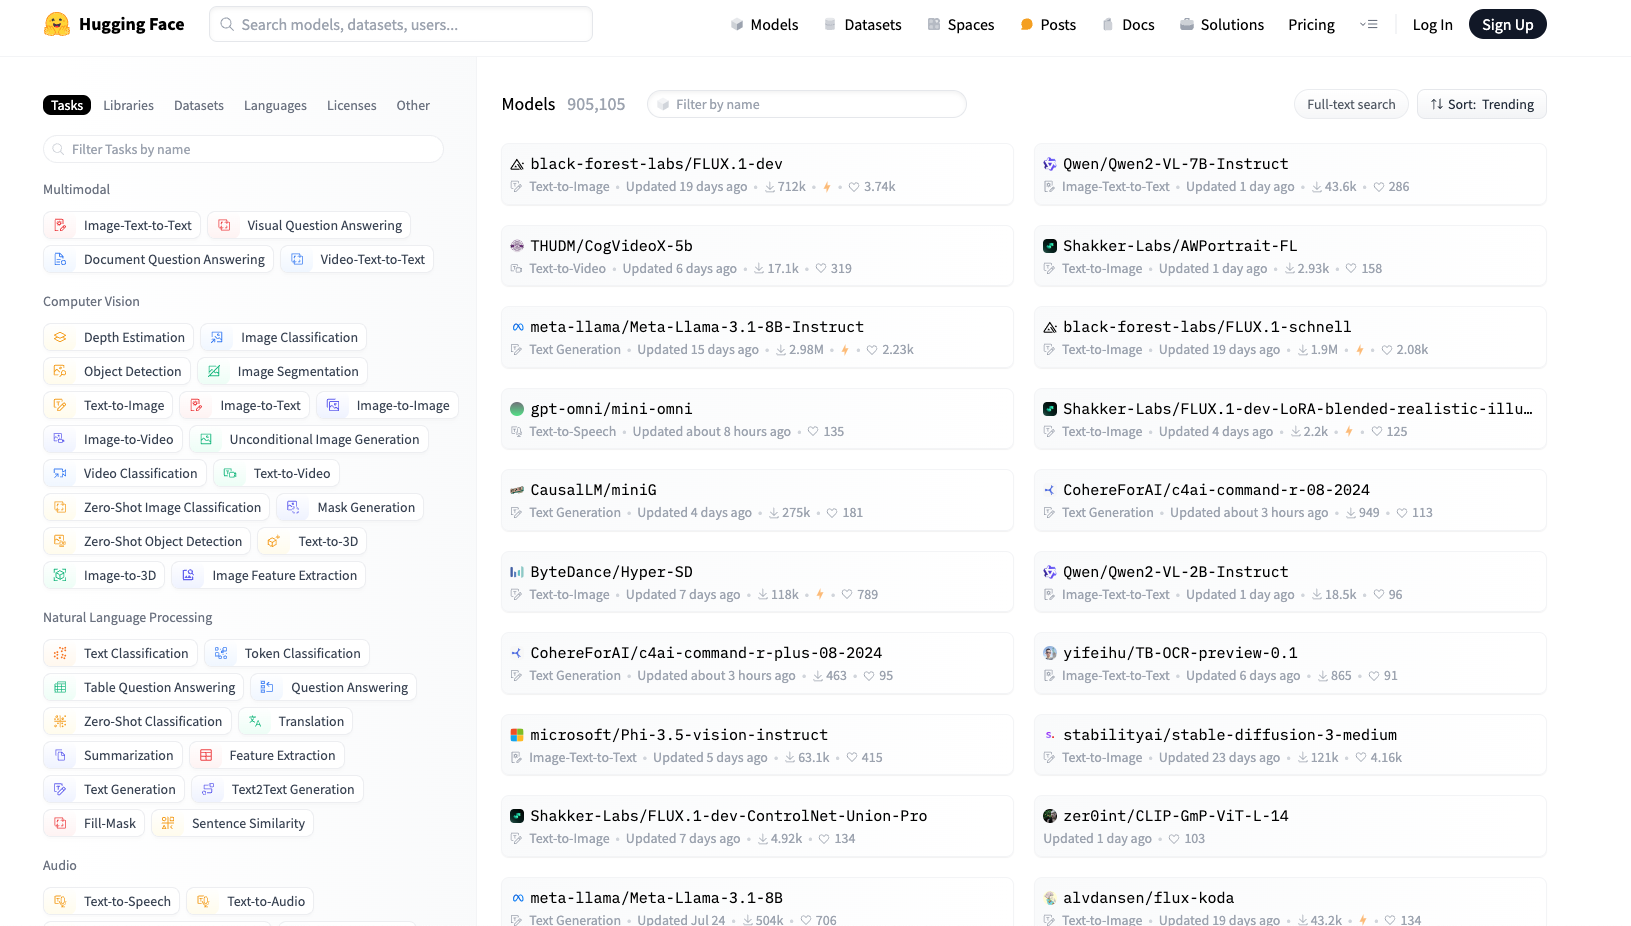 Hugging Face
Search models, datasets, users...
Models
Datasets
Spaces
Posts
Docs
Solutions
Pricing
Log In
Sign Up
Tasks
Libraries
Datasets
Languages
Licenses
Other
Filter Tasks by name
Multimodal
Image-Text-to-Text
Visual Question Answering
Document Question Answering
Video-Text-to-Text
Computer Vision
Depth Estimation
Image Classification
Object Detection
Image Segmentation
Text-to-Image
Image-to-Text
Image-to-Image
Image-to-Video
Unconditional Image Generation
Video Classification
Text-to-Video
Zero-Shot Image Classification
Mask Generation
Zero-Shot Object Detection
Text-to-3D
Image-to-3D
Image Feature Extraction
Natural Language Processing
Text Classification
Token Classification
Table Question Answering
Question Answering
Zero-Shot Classification
Translation
Summarization
Feature Extraction
Text Generation
Text2Text Generation
Fill-Mask
Sentence Similarity
Audio
Text-to-Speech
Text-to-Audio
Models 905,105
Filter by name
Full-text search
Sort: Trending
black-forest-labs/FLUX.1-dev
Text-to-Image • Updated 19 days ago • 712k • • 3.74k
Qwen/Qwen2-VL-7B-Instruct
Image-Text-to-Text • Updated 1 day ago • 43.6k • 286
THUDM/CogVideoX-5b
Text-to-Video • Updated 6 days ago • 17.1k • 319
Shakker-Labs/AWPortrait-FL
Text-to-Image • Updated 1 day ago • 2.93k • 158
meta-llama/Meta-Llama-3.1-8B-Instruct
Text Generation • Updated 15 days ago • 2.98M • • 2.23k
black-forest-labs/FLUX.1-schnell
Text-to-Image • Updated 19 days ago • 1.9M • • 2.08k
gpt-omni/mini-omni
Text-to-Speech • Updated about 8 hours ago • 135
Shakker-Labs/FLUX.1-dev-LoRA-blended-realistic-illu…
Text-to-Image • Updated 4 days ago • 2.2k • • 125
CausalLM/miniG
Text Generation • Updated 4 days ago • 275k • 181
CohereForAI/c4ai-command-r-08-2024
Text Generation • Updated about 3 hours ago • 949 • 113
ByteDance/Hyper-SD
Text-to-Image • Updated 7 days ago • 118k • • 789
Qwen/Qwen2-VL-2B-Instruct
Image-Text-to-Text • Updated 1 day ago • 18.5k • 96
CohereForAI/c4ai-command-r-plus-08-2024
Text Generation • Updated about 3 hours ago • 463 • 95
yifeihu/TB-OCR-preview-0.1
Image-Text-to-Text • Updated 6 days ago • 865 • 91
microsoft/Phi-3.5-vision-instruct
Image-Text-to-Text • Updated 5 days ago • 63.1k • 415
stabilityai/stable-diffusion-3-medium
Text-to-Image • Updated 23 days ago • 121k • 4.16k
Shakker-Labs/FLUX.1-dev-ControlNet-Union-Pro
Text-to-Image • Updated 7 days ago • 4.92k • 134
zer0int/CLIP-GmP-ViT-L-14
Updated 1 day ago • 103
meta-llama/Meta-Llama-3.1-8B
Text Generation • Updated Jul 24 • 504k • 706
alvdansen/flux-koda
Text-to-Image • Updated 19 days ago • 43.2k • • 134